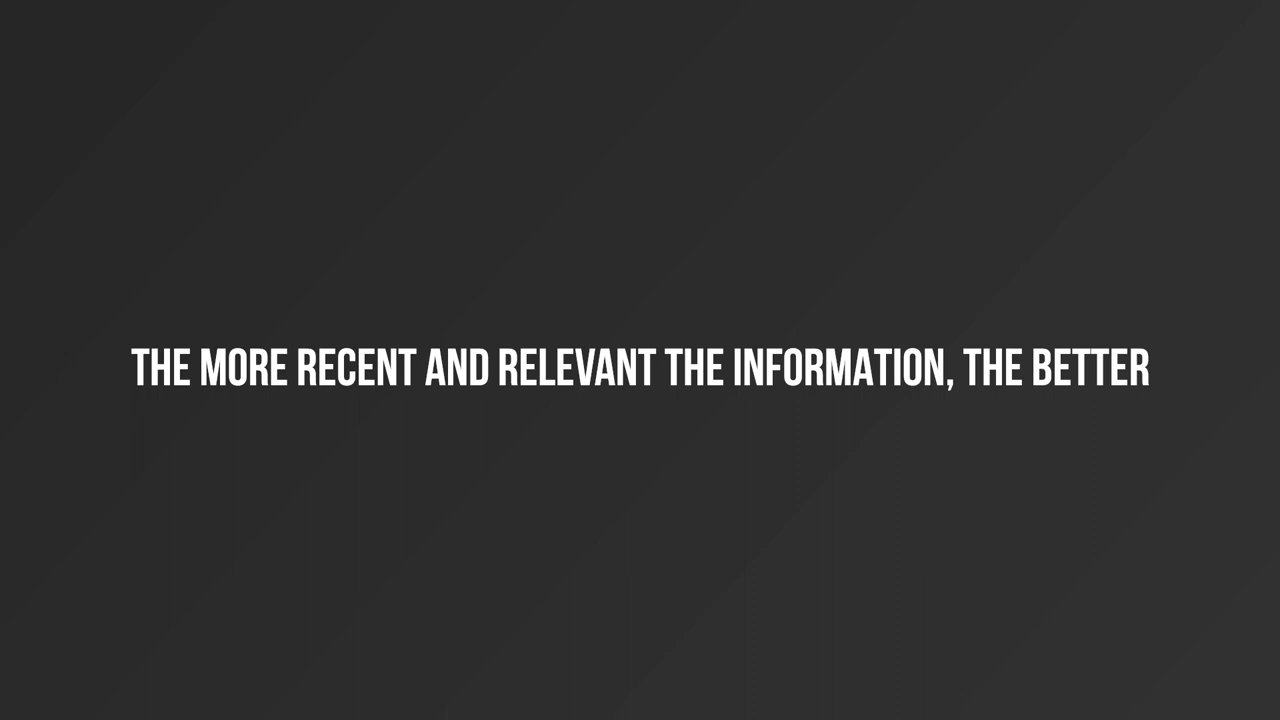 THE MORE RECENT AND RELEVANT THE INFORMATION, THE BETTER